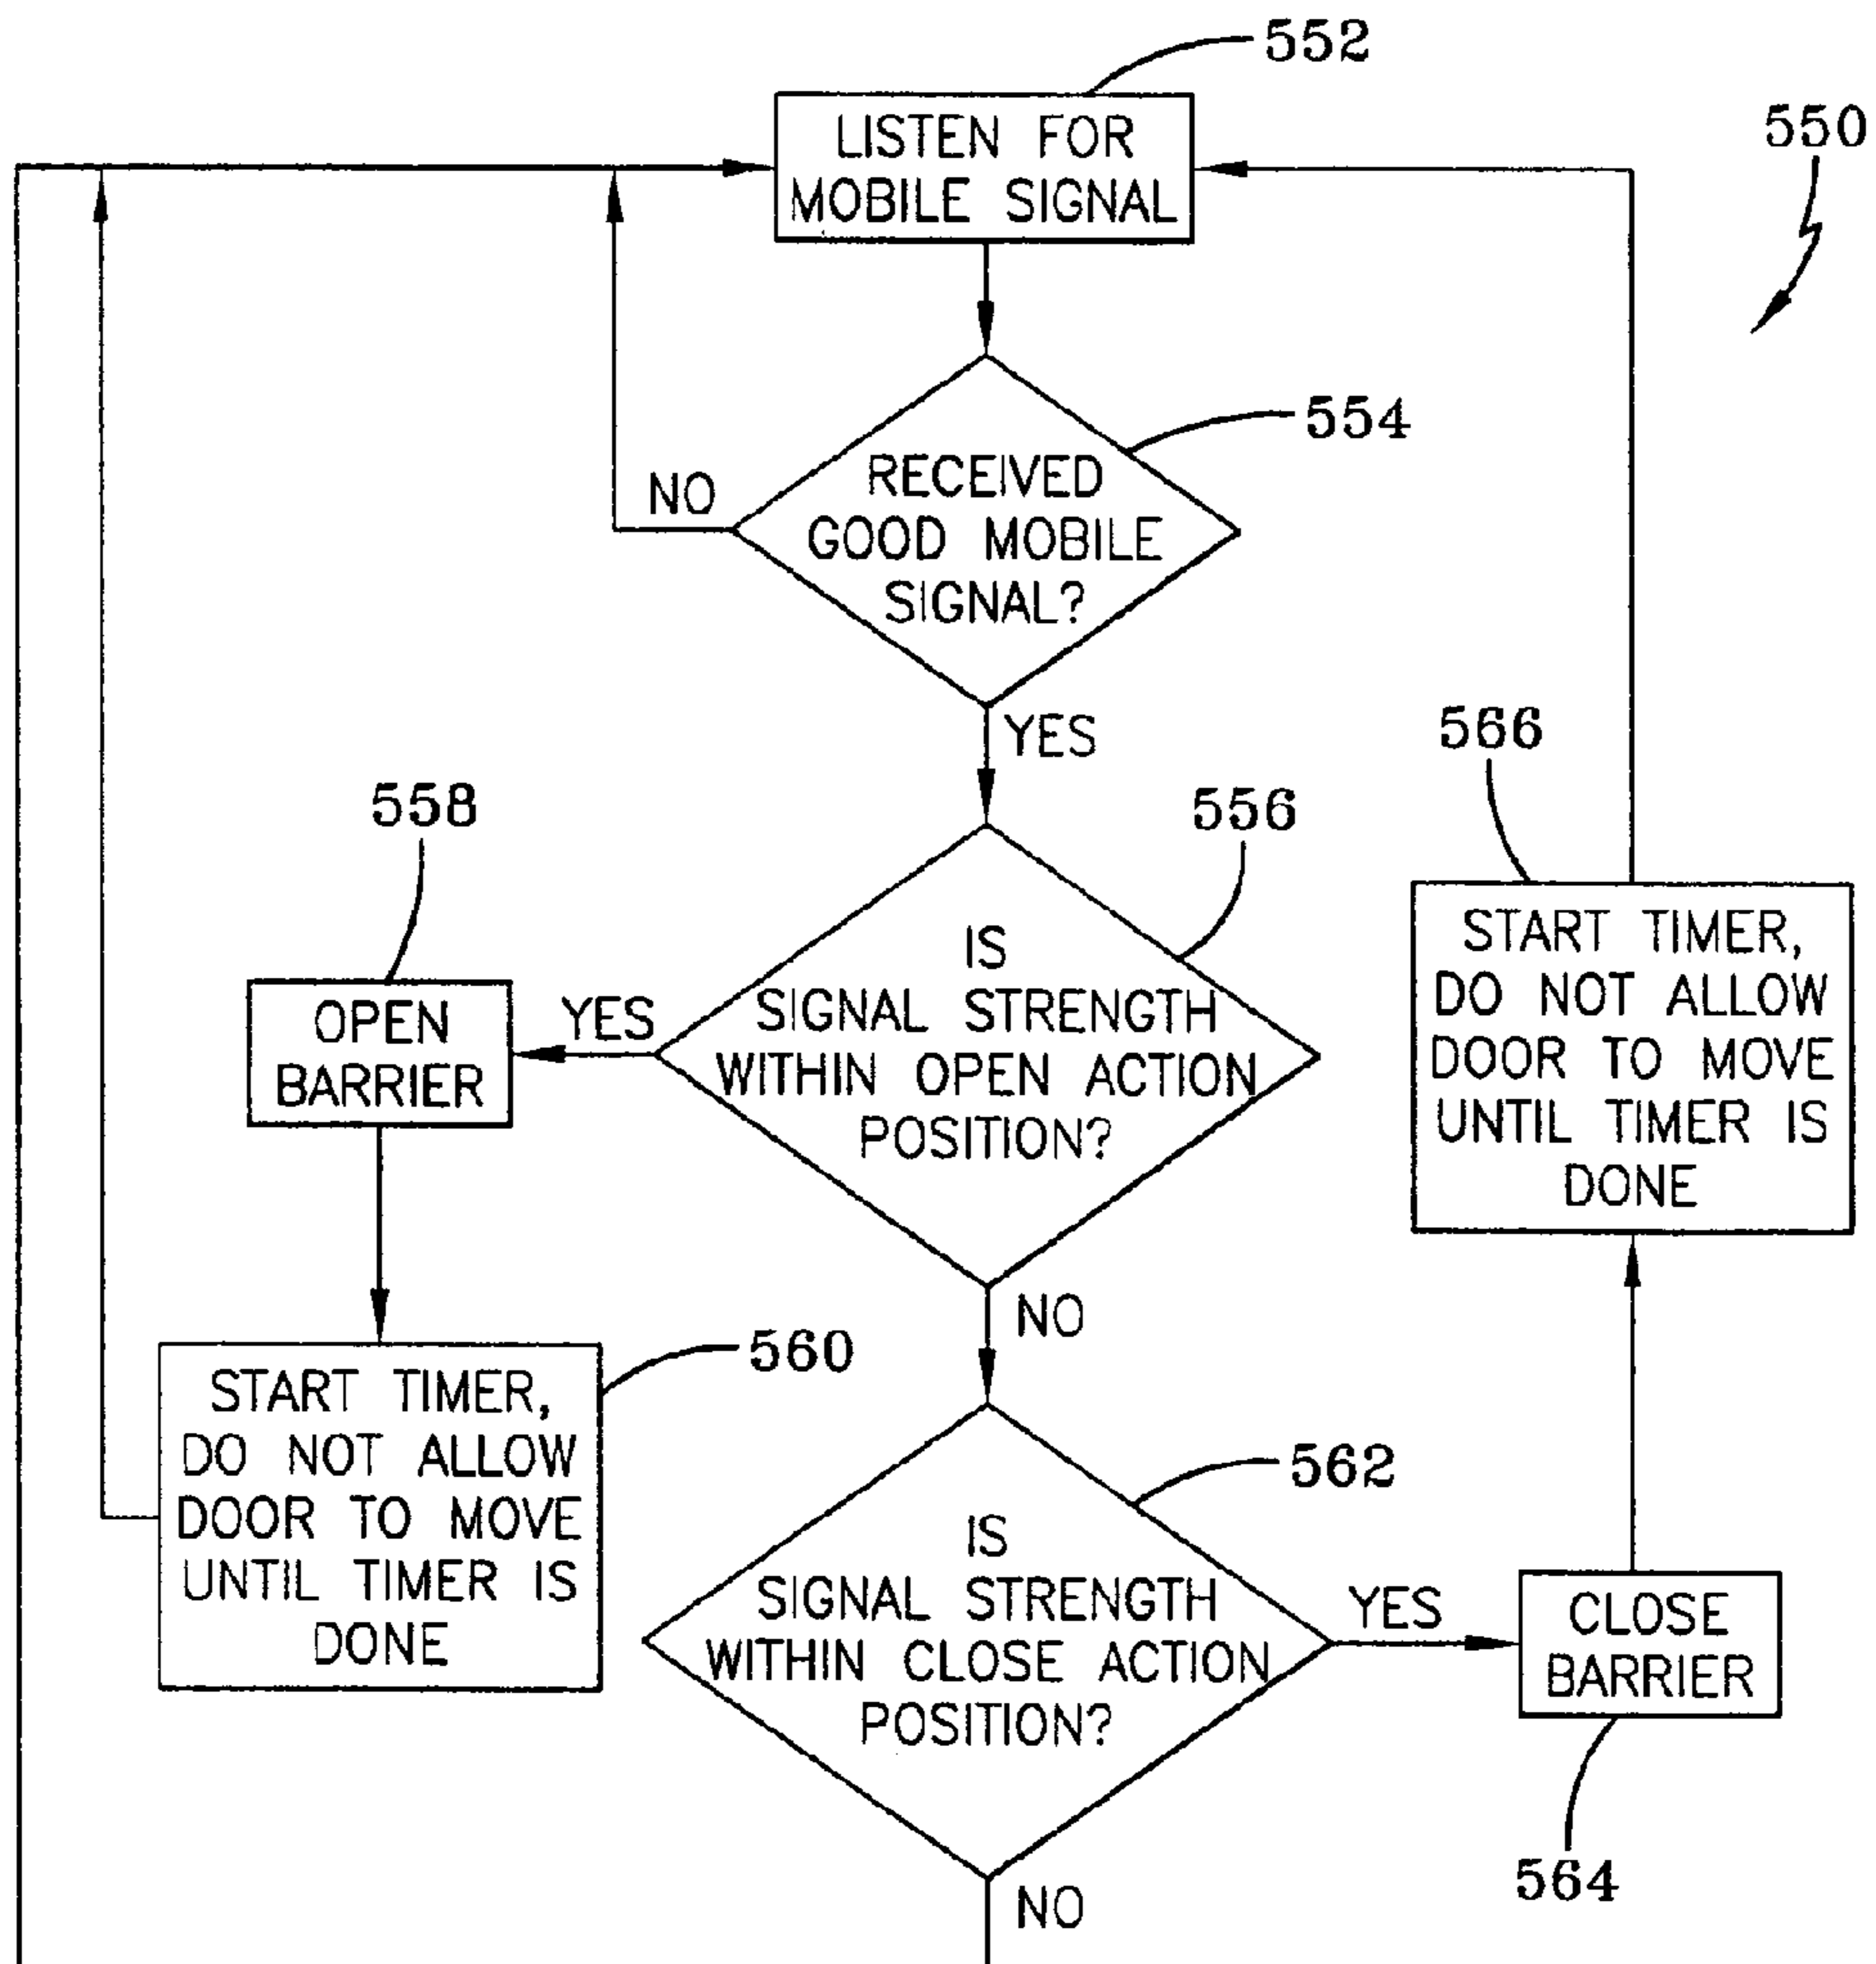 552
LISTEN FOR
MOBILE SIGNAL
550
554
RECEIVED
GOOD MOBILE
SIGNAL?
NO
YES
566
558
556
IS
SIGNAL STRENGTH
WITHIN OPEN ACTION
POSITION?
YES
OPEN
BARRIER
START TIMER,
DO NOT ALLOW
DOOR TO MOVE
UNTIL TIMER IS
DONE
NO
560
START TIMER,
DO NOT ALLOW
DOOR TO MOVE
UNTIL TIMER IS
DONE
562
IS
SIGNAL STRENGTH
WITHIN CLOSE ACTION
POSITION?
YES
CLOSE
BARRIER
564
NO